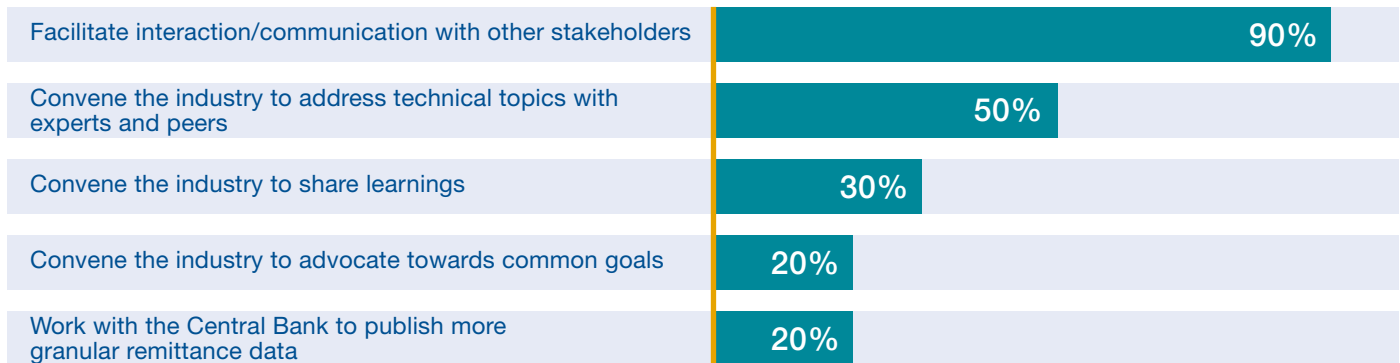 Facilitate interaction/communication with other stakeholders
90%
Convene the industry to address technical topics with
experts and peers
50%
Convene the industry to share learnings
30%
Convene the industry to advocate towards common goals
20%
Work with the Central Bank to publish more
granular remittance data
20%